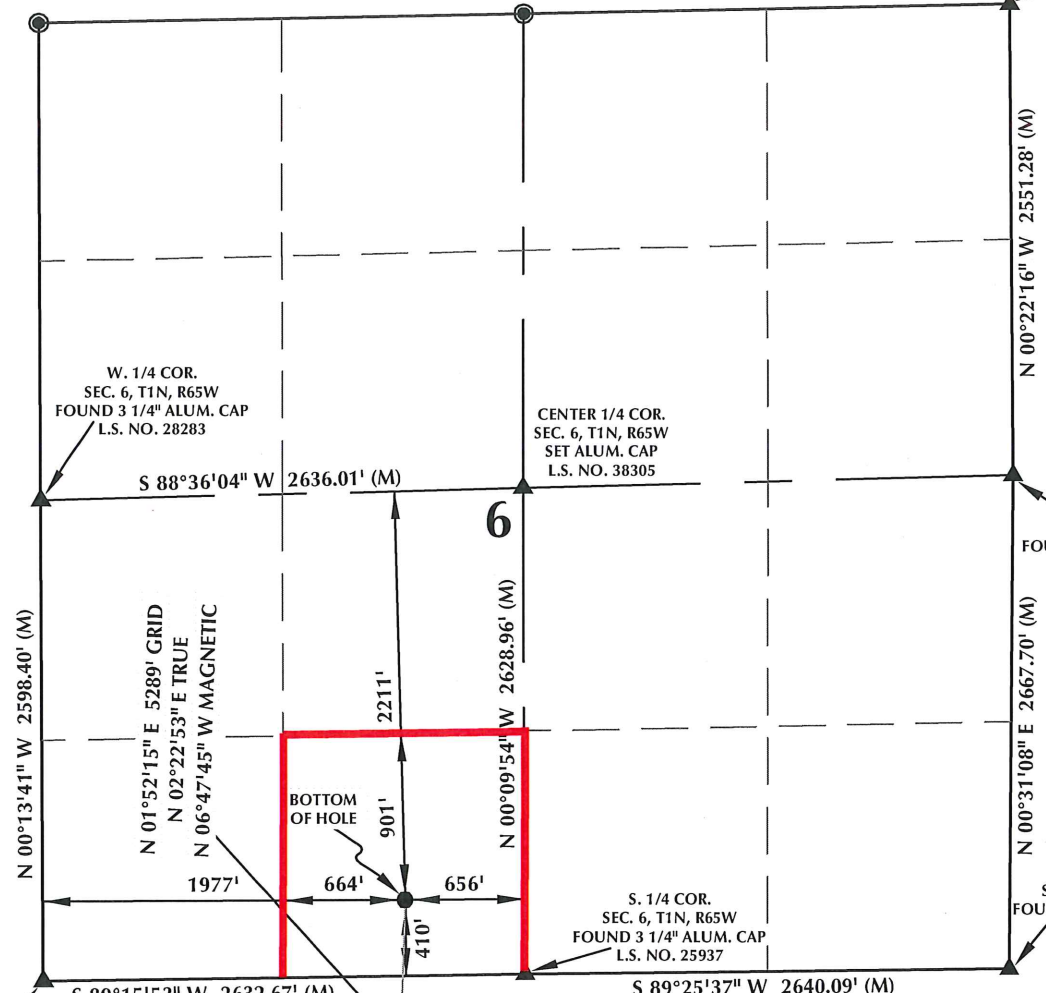 N 00°22'16" W 2551.28' (M)
W. 1/4 COR.
SEC. 6, T1N, R65W
FOUND 3 1/4" ALUM. CAP
L.S. NO. 28283
CENTER 1/4 COR.
SEC. 6, T1N, R65W
SET ALUM. CAP
L.S. NO. 38305
S 88°36'04" W 2636.01' (M)
6
N 00°13'41" W 2598.40' (M)
N 01°52'15" E 5289' GRID
N 02°22'53" E TRUE
N 06°47'45" W MAGNETIC
2211'
N 00°09'54" W 2628.96' (M)
N 00°31'08" E 2667.70' (M)
BOTTOM
OF HOLE
901'
1977'
664'
656'
410'
S. 1/4 COR.
SEC. 6, T1N, R65W
FOUND 3 1/4" ALUM. CAP
L.S. NO. 25937
2632.67' (M)
S 89°25'37" W 2640.09' (M)